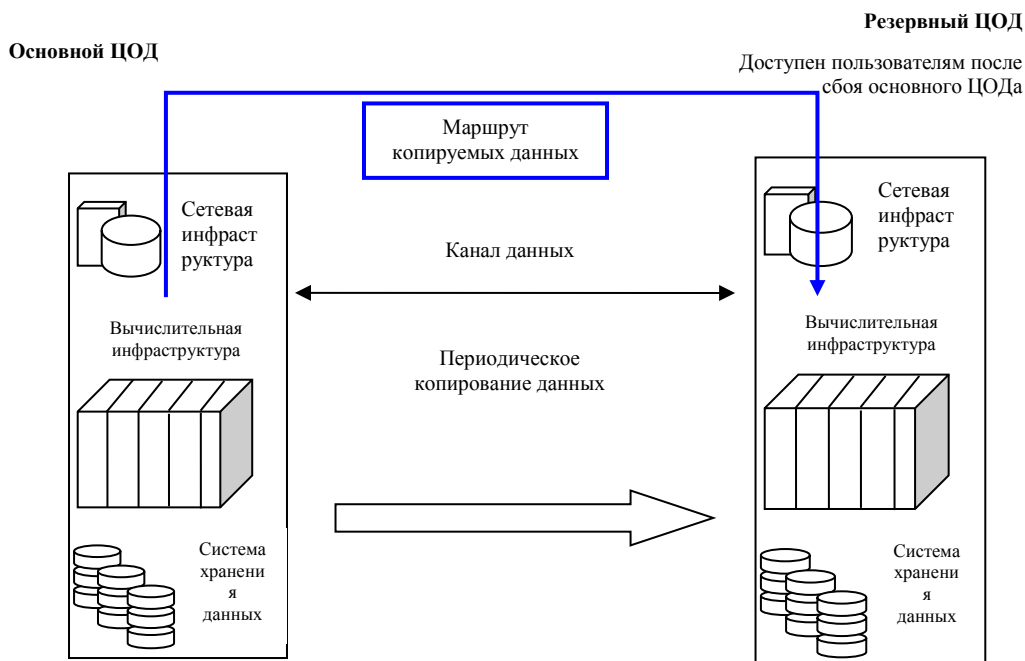 Резервный ЦОД
Основной ЦОД
Доступен пользователям после
сбоя основного ЦОДа
Маршрут
копируемых данных
Сетевая
инфраст
руктура
Канал данных
Сетевая
инфраст
руктура
Вычислительная
инфраструктура
Периодическое
копирование данных
Вычислительная
инфраструктура
Система
хранени
я
данных
Система
хранени
я
данных